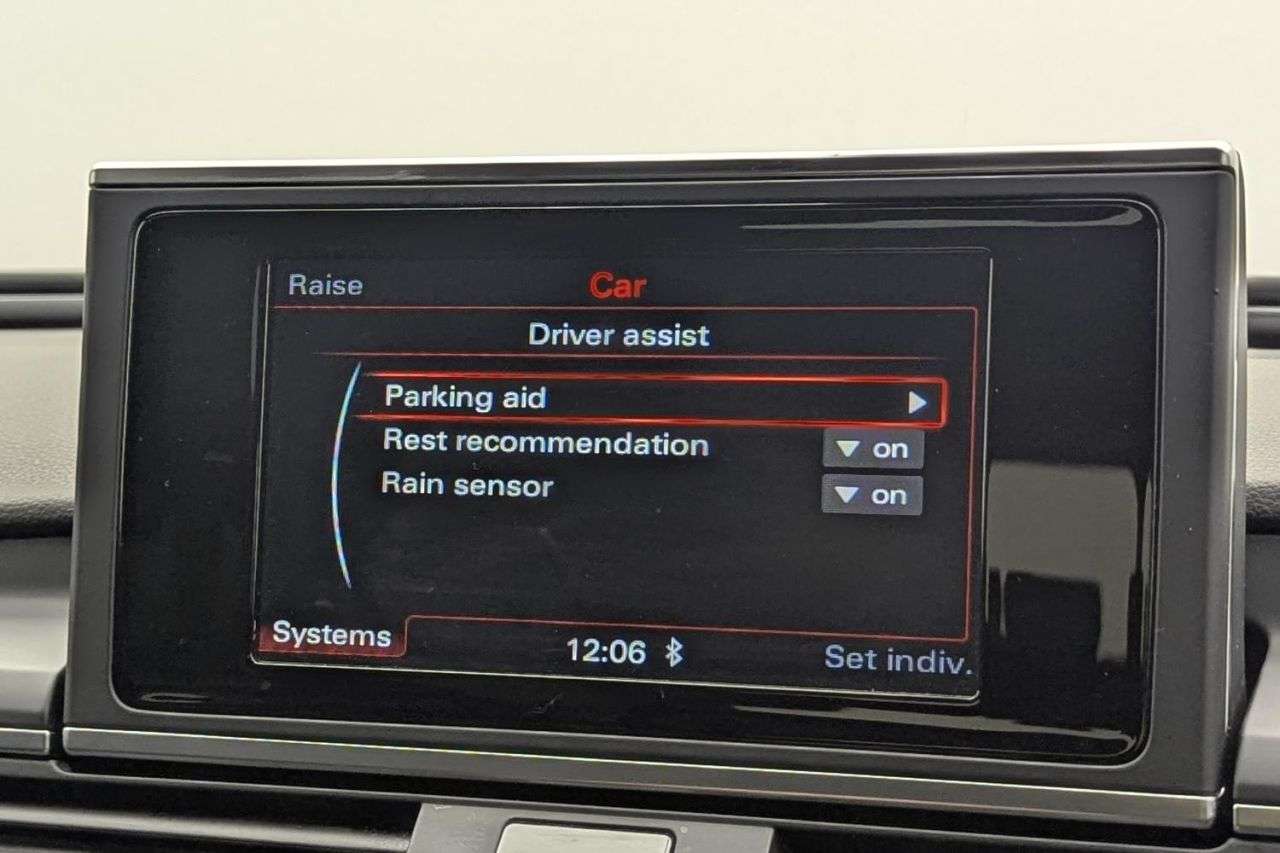 Raise Car
Driver assist
Parking aid
Rest recommendation on
Rain sensor on
Systems 12:06 Set indiv.